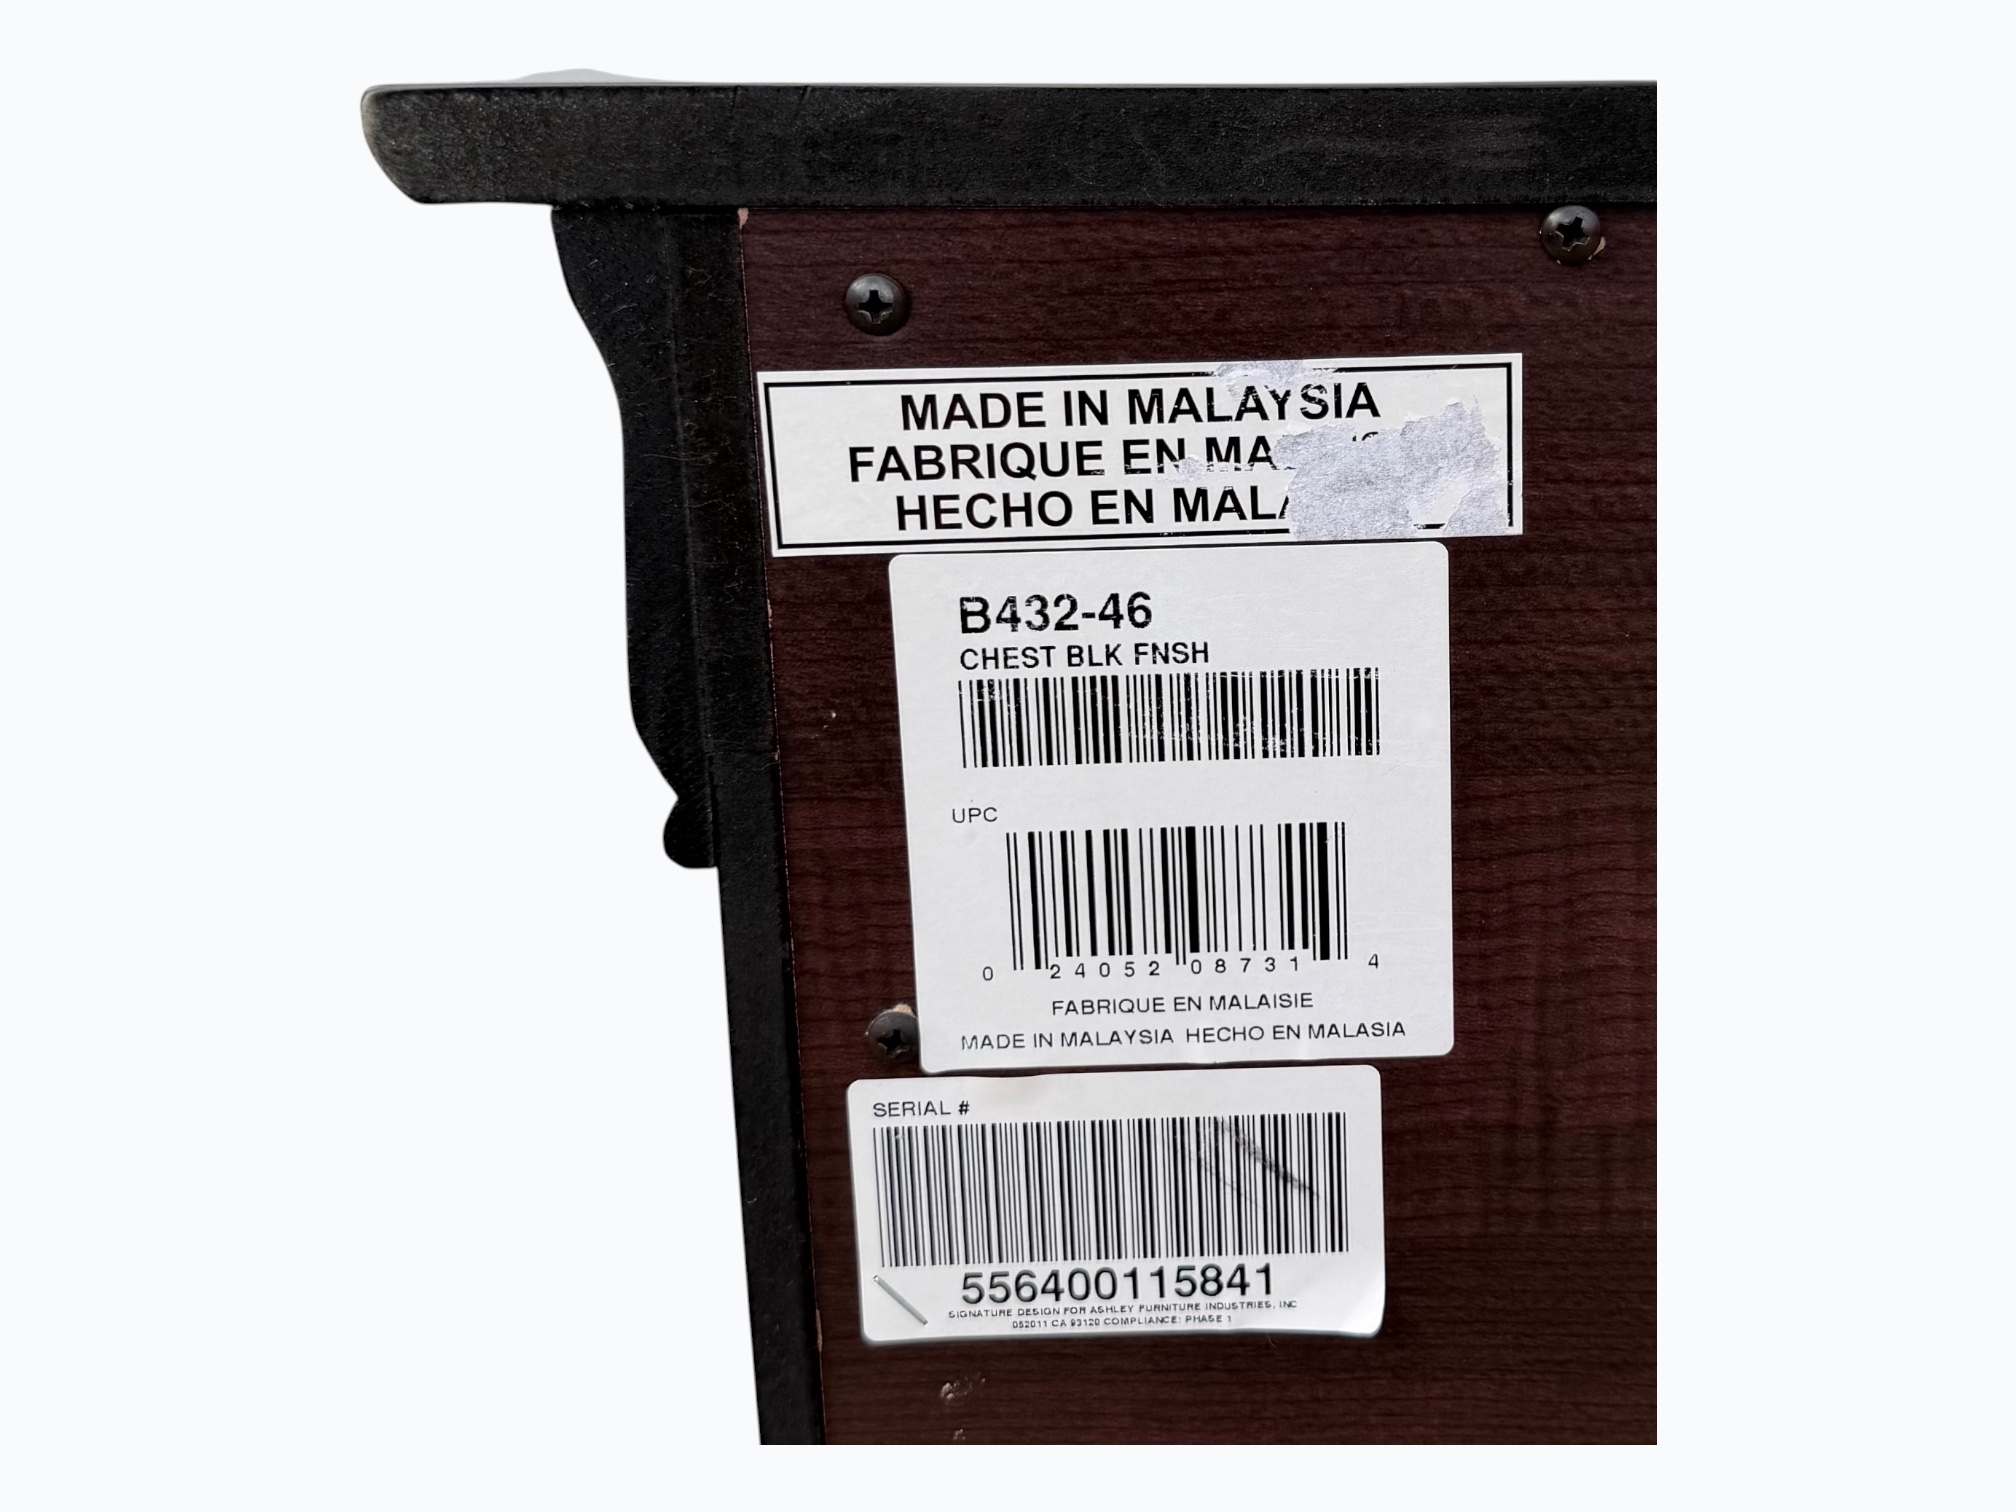 MADE IN MALAYSIA
FABRIQUE EN
HECHO EN
B432-46
CHEST BLK FNSH
UPC
0 24052 08731 4
FABRIQUE EN MALAISIE
MADE IN MALAYSIA HECHO EN MALASIA
SERIAL #
556400115841
SIGNATURE DESIGN FOR ASHLEY FURNITURE INDUSTRIES, INC
052011 CA 93120 COMPLIANCE: PHASE 1